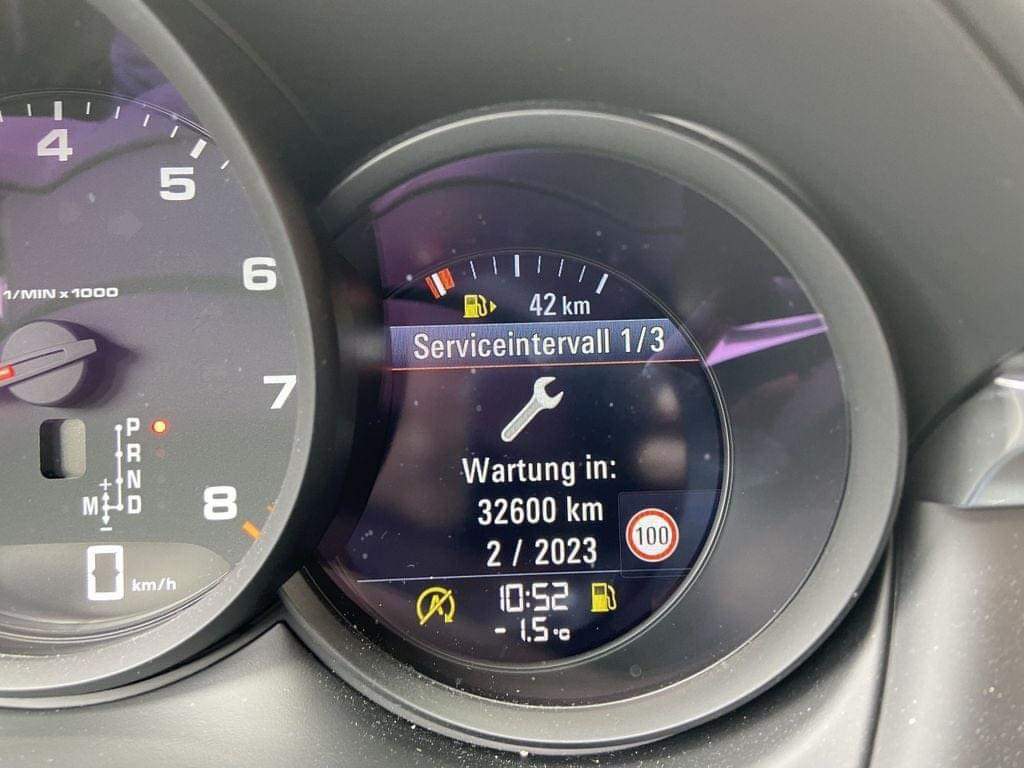 4
5
6
7
8
1/MIN x 1000
P
R
N
M D
+
-
0 km/h
42 km
Serviceintervall 1/3
Wartung in:
32600 km
2 / 2023
100
A
10:52
-1.5 °C